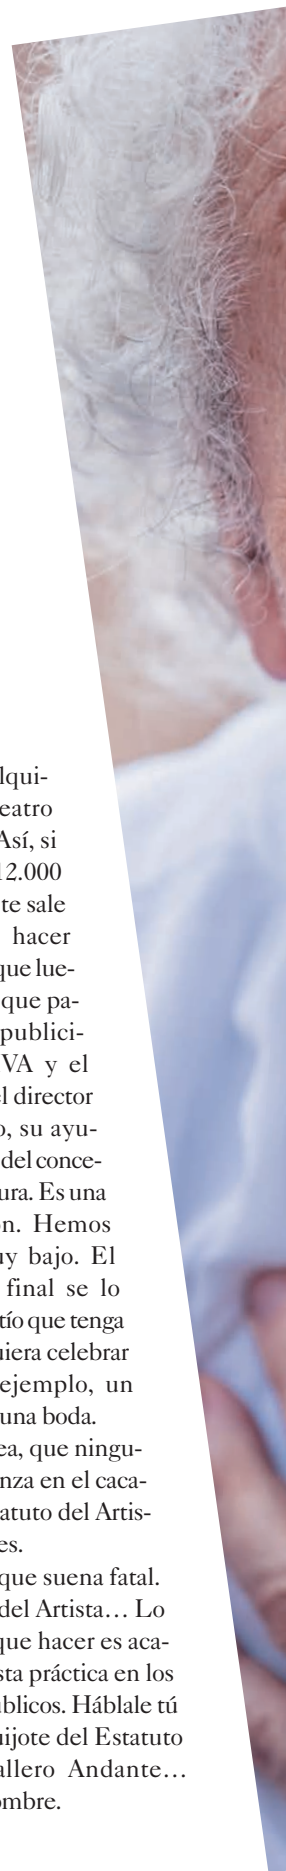 lqui-
eatro
Así, si
12.000
te sale
hacer
que lue-
que pa-
publici-
VA y el
el director
o, su ayu-
del conce-
ura. Es una
ón. Hemos
uy bajo. El
final se lo
tío que tenga
uiera celebrar
ejemplo, un
una boda.
ea, que ningu-
nza en el caca-
tatuto del Artis-
es.
que suena fatal.
del Artista… Lo
que hacer es aca-
sta práctica en los
úblicos. Háblale tú
uijote del Estatuto
allero Andante…
ombre.